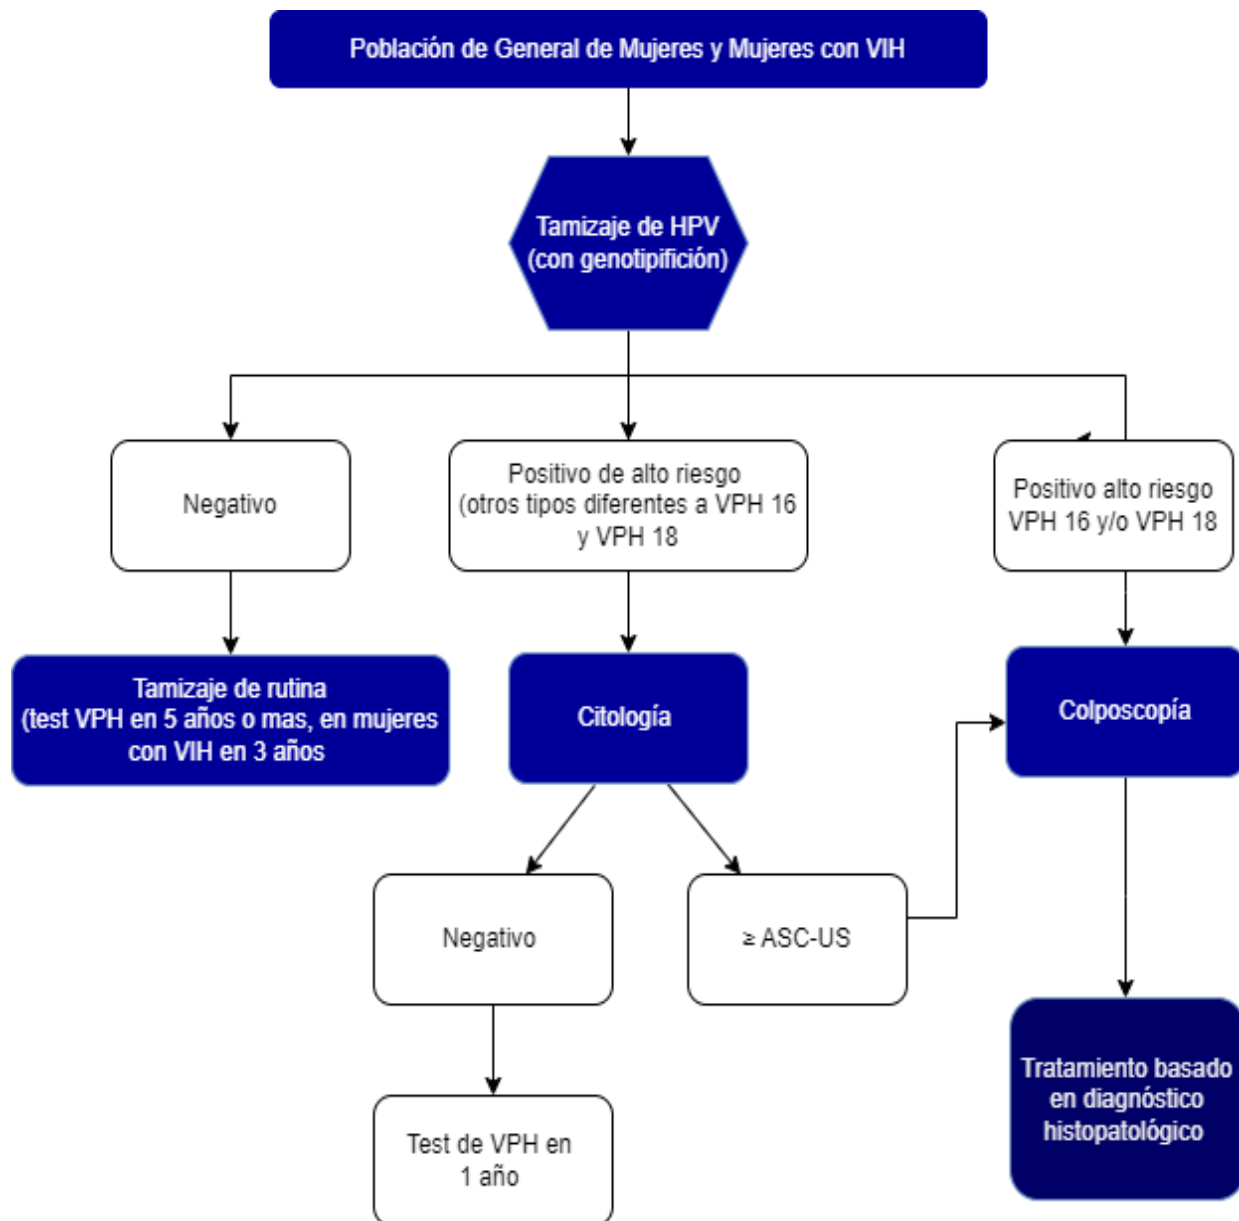 Población de General de Mujeres y Mujeres con VIH
Tamizaje de HPV
(con genotipifición)
Negativo
Positivo de alto riesgo
(otros tipos diferentes a VPH 16
y VPH 18
Positivo alto riesgo
VPH 16 y/o VPH 18
Tamizaje de rutina
(test VPH en 5 años o mas, en mujeres
con VIH en 3 años
Citología
Colposcopía
Negativo
≥ ASC-US
Test de VPH en
1 año
Tratamiento basado
en diagnóstico
histopatológico